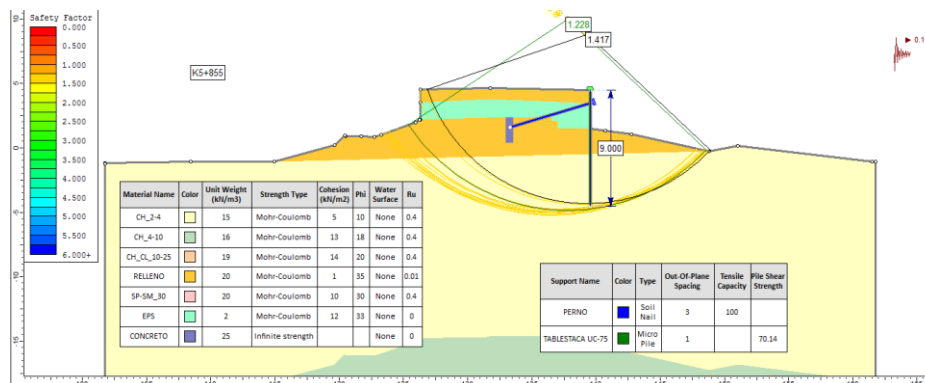 Safety Factor
0.000
0.500
1.000
1.500
2.000
2.500
3.000
3.500
4.000
4.500
5.000
5.500
6.000+
K5+855
1.228
1.417
9.000
0.1
Material Name Color Unit Weight (kN/m3) Strength Type Cohesion (kN/m2) Phi Water Surface Ru
CH_2-4 15 Mohr-Coulomb 5 10 None 0.4
CH_4-10 16 Mohr-Coulomb 13 18 None 0.4
CH_CL_10-25 19 Mohr-Coulomb 14 20 None 0.4
RELLENO 20 Mohr-Coulomb 1 35 None 0.01
SP-SM_30 20 Mohr-Coulomb 10 30 None 0.4
EPS 2 Mohr-Coulomb 12 33 None 0
CONCRETO 25 Infinite strength None 0
Support Name Color Type Out-Of-Plane Spacing Tensile Capacity Pile Shear Strength
PERNO Soil Nail 3 100
TABLESTACA UC-75 Micro Pile 1 70.14